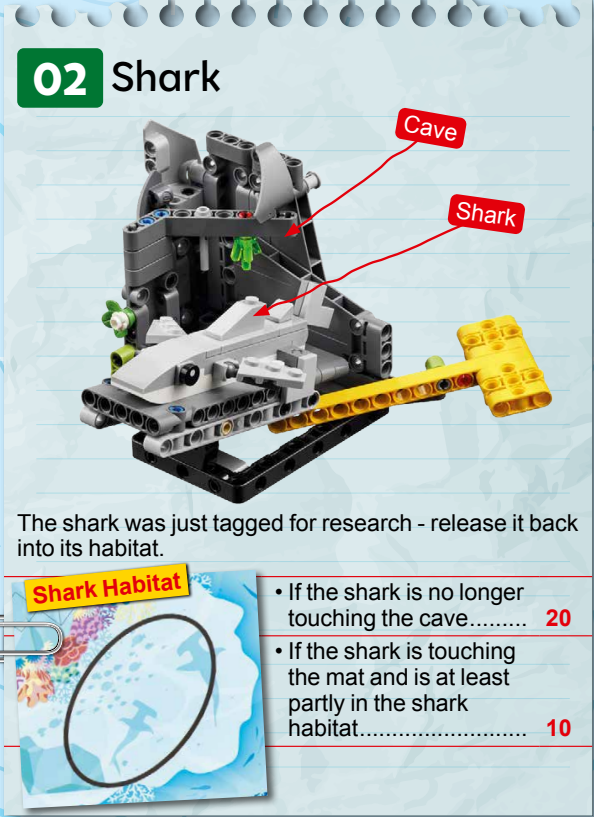 02 Shark
Cave
Shark
The shark was just tagged for research - release it back
into its habitat.
Shark Habitat
• If the shark is no longer
touching the cave......... 20
• If the shark is touching
the mat and is at least
partly in the shark
habitat.......................... 10